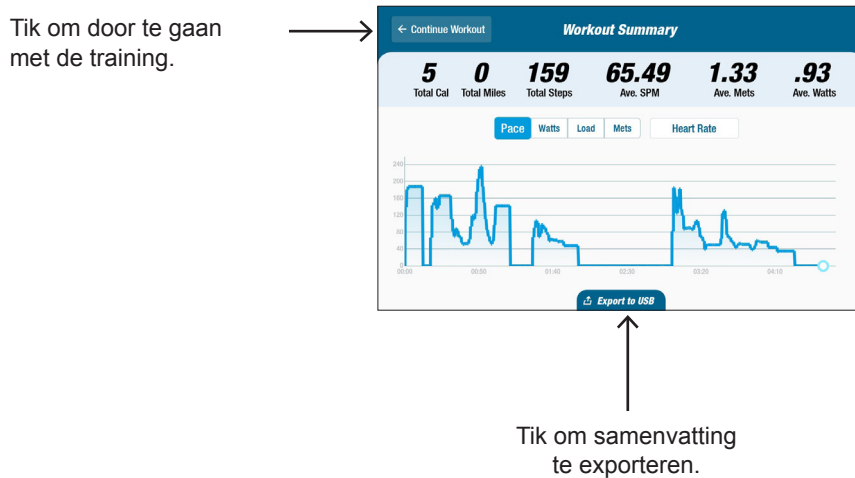 Tik om door te gaan
met de training.
← Continue Workout
Workout Summary
5 0 159 65.49 1.33 .93
Total Cal Total Miles Total Steps Ave. SPM Ave. Mets Ave. Watts
Pace Watts Load Mets Heart Rate
240
200
160
120
80
40
0
00:00 00:50 01:40 02:30 03:20 04:10
Export to USB
Tik om samenvatting
te exporteren.